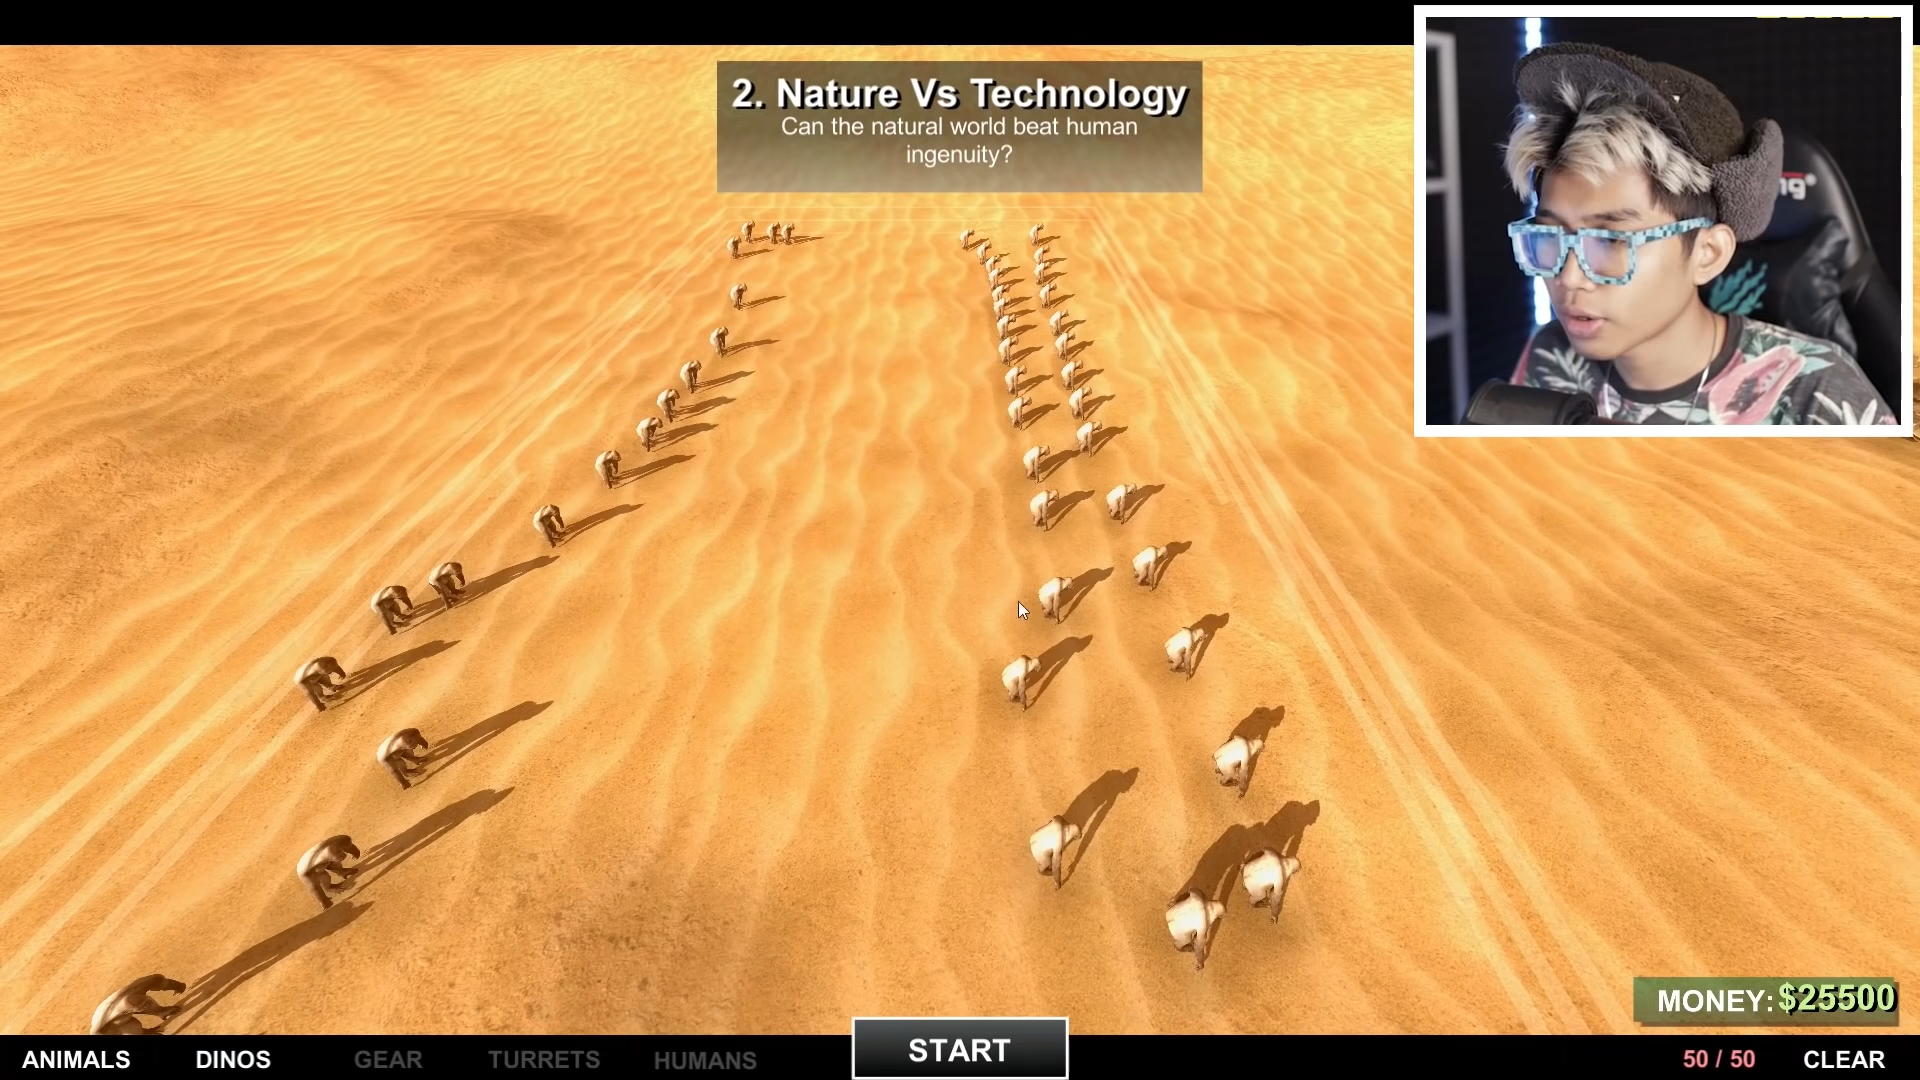 2. Nature Vs Technology
Can the natural world beat human
ingenuity?
MONEY: $25500
ANIMALS DINOS GEAR TURRETS HUMANS START 50 / 50 CLEAR